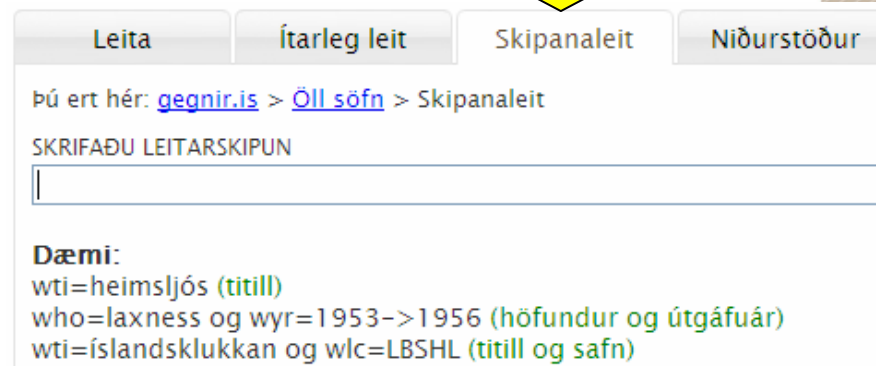 Leita Ítarleg leit Skipanaleit Niðurstöður
Þú ert hér: gegnir.is > Öll söfn > Skipanaleit
SKRIFAÐU LEITARSKIPUN
Dæmi:
wti=heimsljós (titill)
who=laxness og wyr=1953->1956 (höfundur og útgáfuár)
wti=íslandsklukkan og wlc=LBSHL (titill og safn)